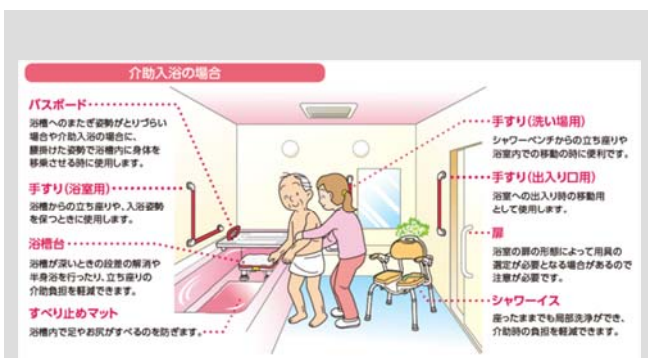 介助入浴の場合
バスボード
浴槽へのまたぎ姿勢がとりづらい
場合や介助入浴の場合に、
腰掛けた姿勢で浴槽内に身体を
移乗させる時に使用します。
手すり(浴室用)
浴槽からの立ち座りや、入浴姿勢
を保つときに使用します。
浴槽台
浴槽が深いときの段差の解消や
半身浴を行ったり、立ち座りの
介助負担を軽減できます。
すべり止めマット
浴槽内で足やお尻がすべるのを防ぎます。
手すり(洗い場用)
シャワーベンチからの立ち座りや
浴室内での移動の時に便利です。
手すり(出入り口用)
浴室への出入り時の移動用
として使用します。
扉
浴室の扉の形態によって用具の
選定が必要となる場合があるので
注意が必要です。
シャワーイス
座ったままでも局部洗浄ができ、
介助時の負担を軽減できます。